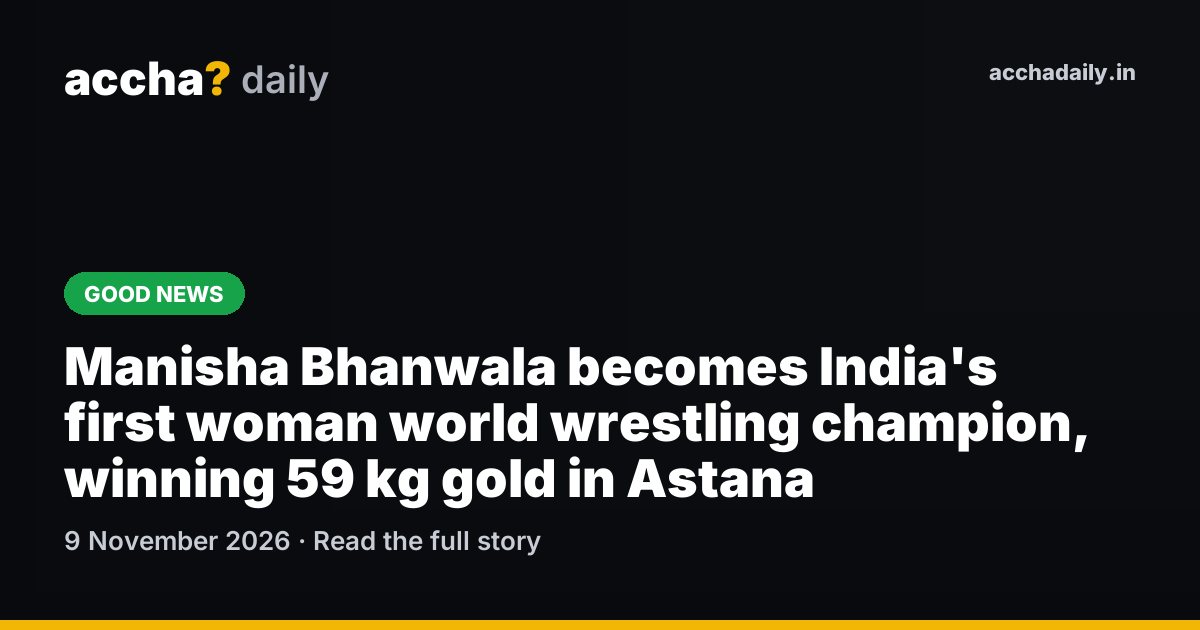 accha? daily
acchadaily.in
GOOD NEWS
Manisha Bhanwala becomes India's
first woman world wrestling champion,
winning 59 kg gold in Astana
9 November 2026 · Read the full story